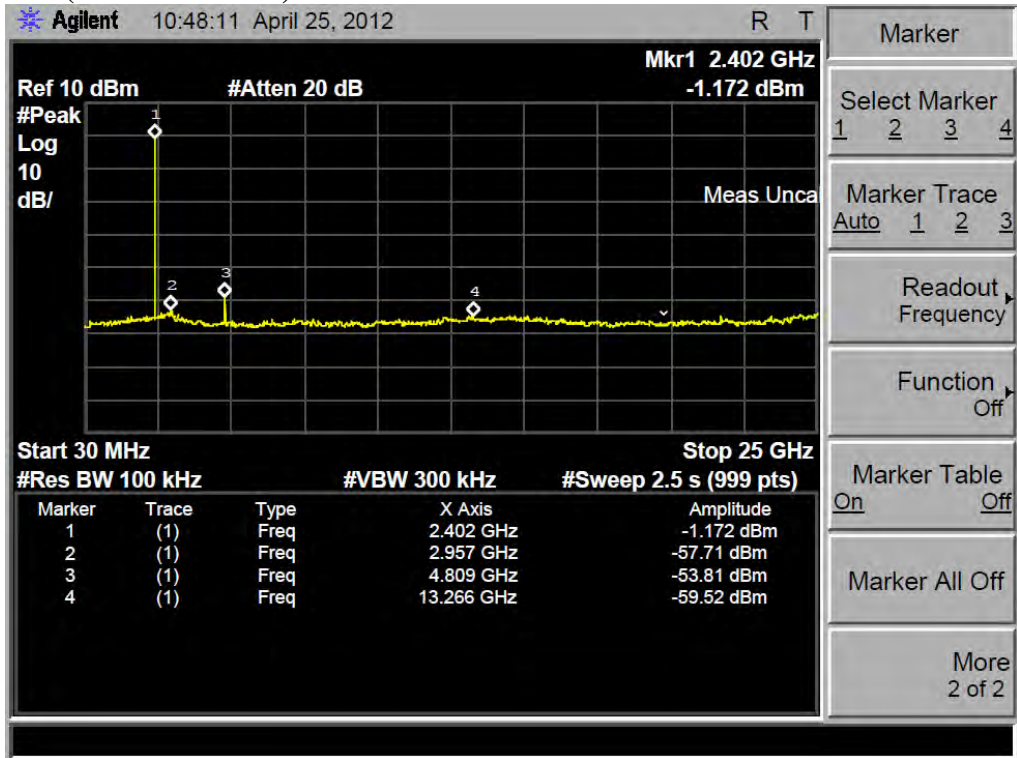 Agilent 10:48:11 April 25, 2012 R T
Mkr1 2.402 GHz
Ref 10 dBm #Atten 20 dB -1.172 dBm
#Peak
Log
10
dB/
1
2
3
4
Meas Uncal
Start 30 MHz Stop 25 GHz
#Res BW 100 kHz #VBW 300 kHz #Sweep 2.5 s (999 pts)
Marker Trace Type X Axis Amplitude
1 (1) Freq 2.402 GHz -1.172 dBm
2 (1) Freq 2.957 GHz -57.71 dBm
3 (1) Freq 4.809 GHz -53.81 dBm
4 (1) Freq 13.266 GHz -59.52 dBm
Marker
Select Marker
1 2 3 4
Marker Trace
Auto 1 2 3
Readout
Frequency
Function
Off
Marker Table
On Off
Marker All Off
More
2 of 2